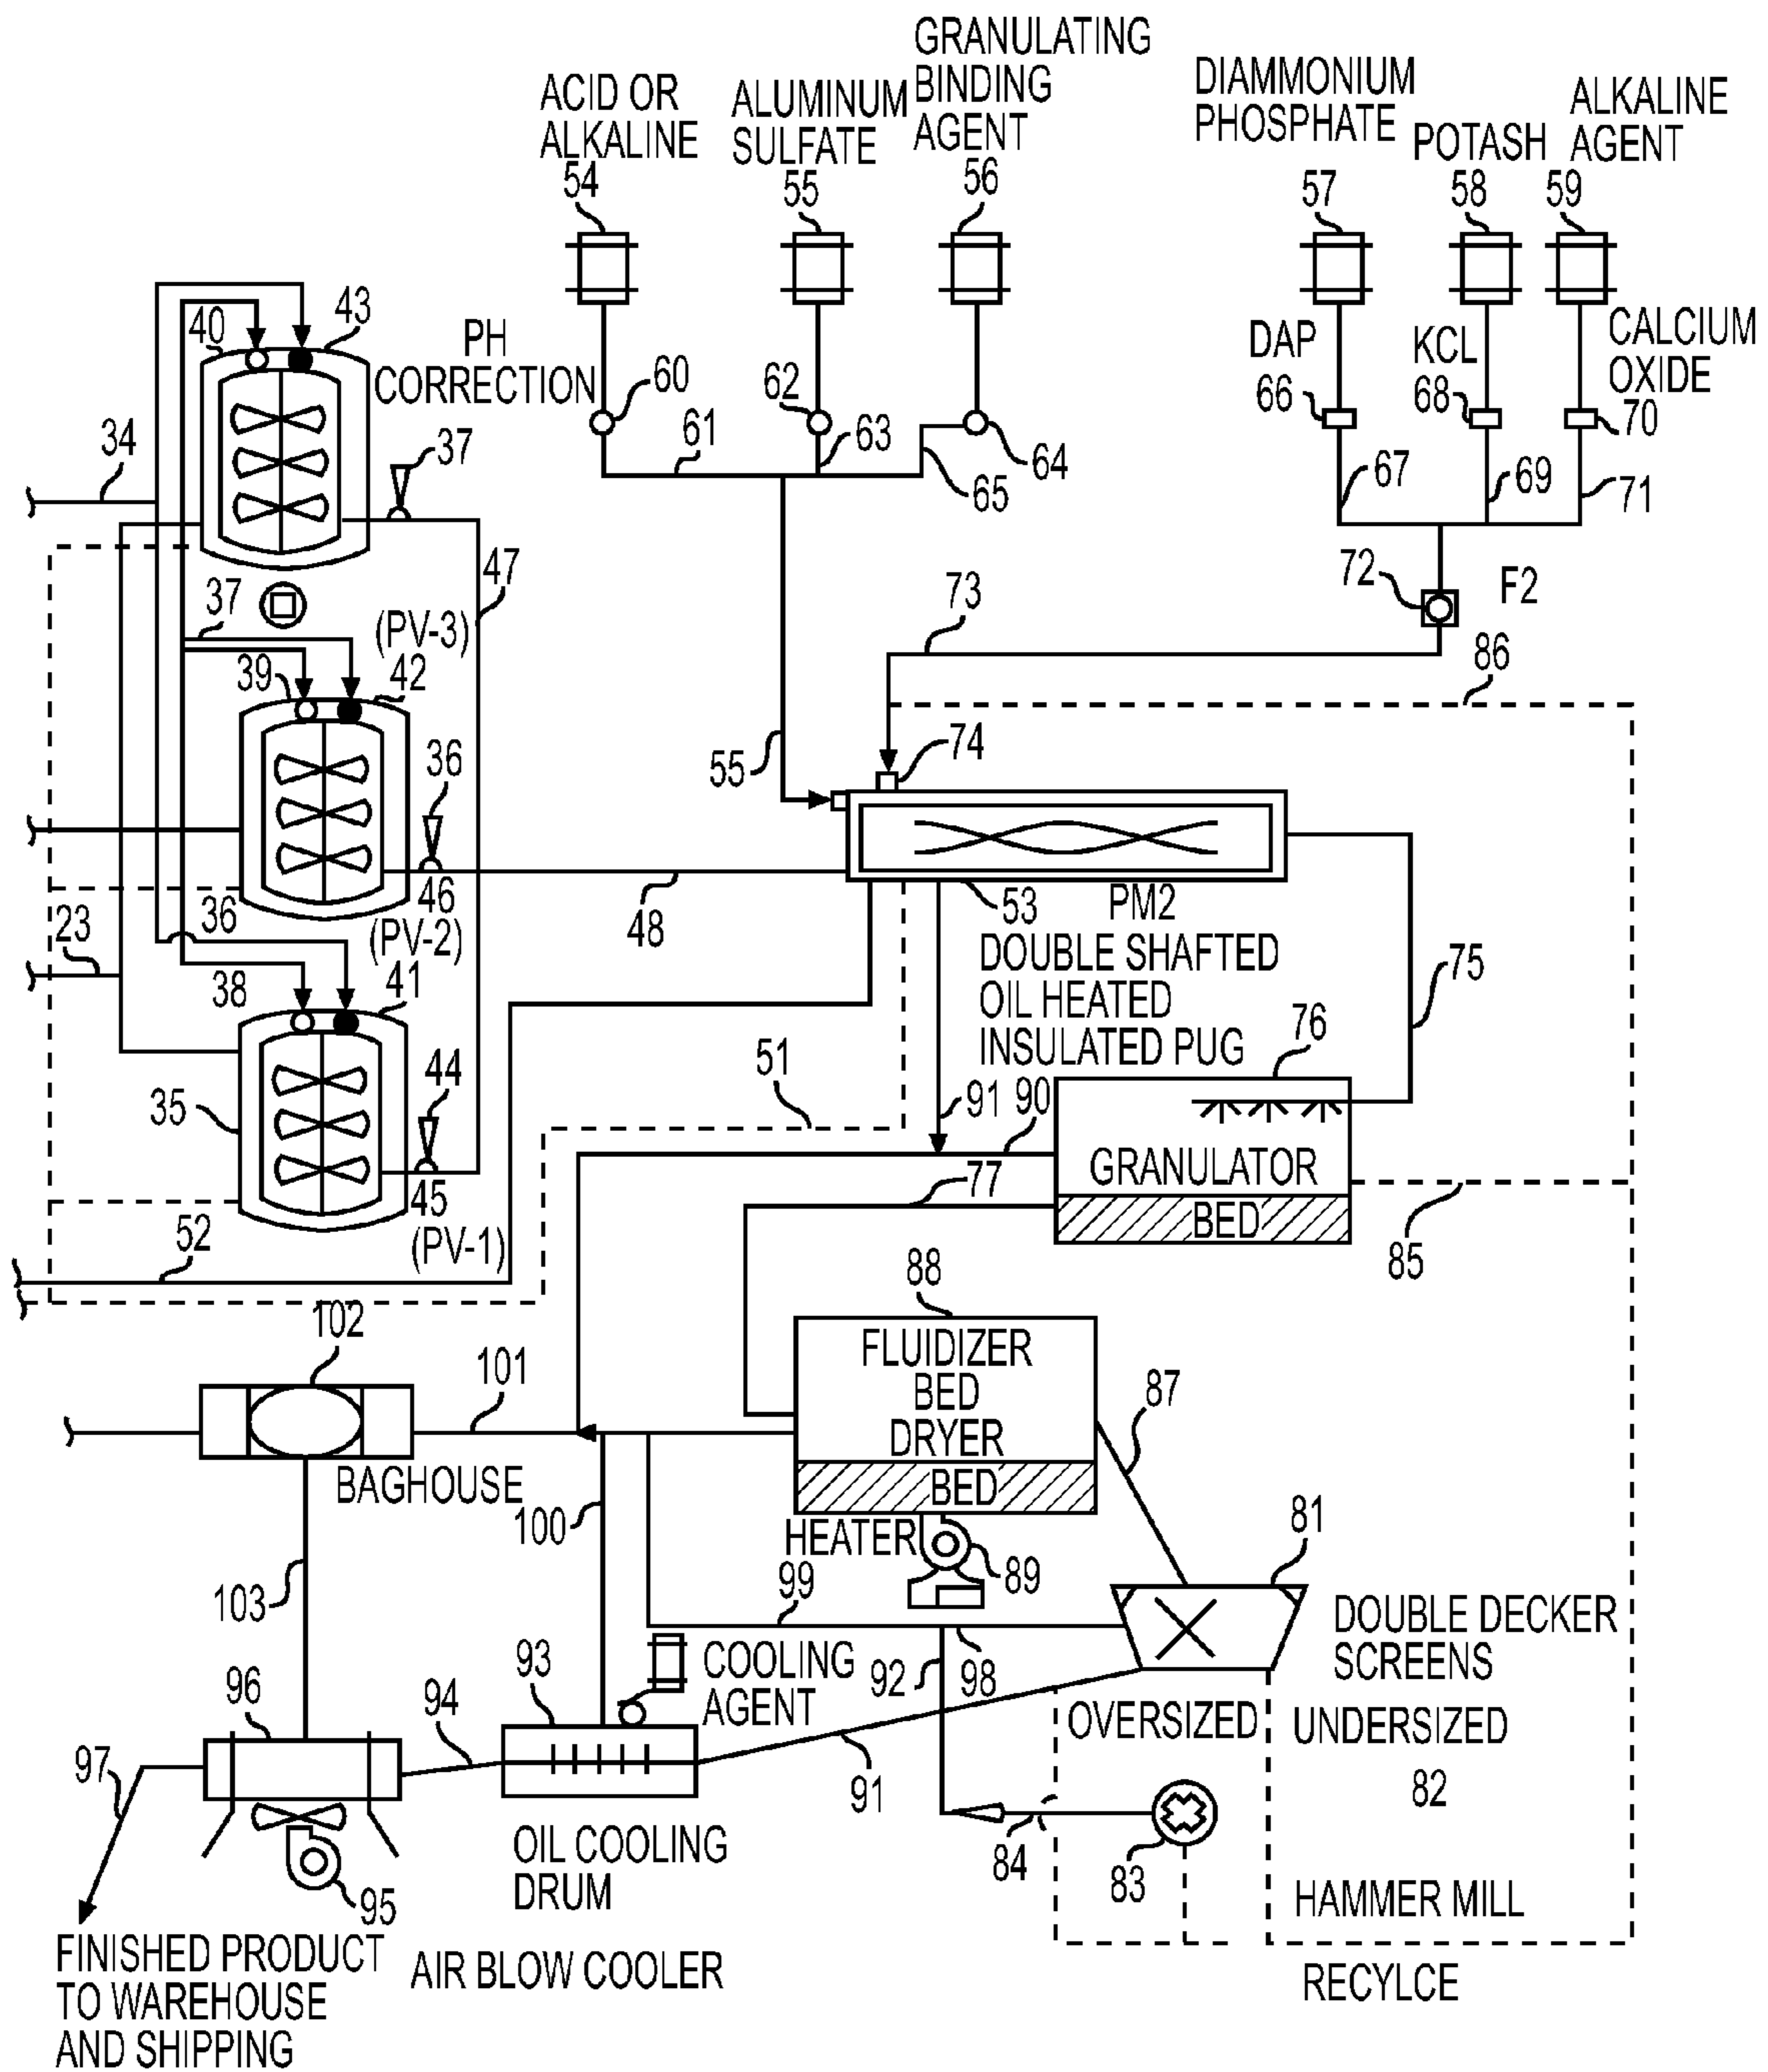 GRANULATING
BINDING
AGENT
56
ACID OR
ALKALINE
54
ALUMINUM
SULFATE
55
DIAMMONIUM
PHOSPHATE
57
POTASH
58
ALKALINE
AGENT
59
40
43
PH
CORRECTION
60
62
61
63
64
65
DAP
66
KCL
68
CALCIUM
OXIDE
70
67
69
71
34
37
47
72
F2
73
86
37
(PV-3)
39
42
36
55
74
46
36
(PV-2)
48
23
53
PM2
DOUBLE SHAFTED
OIL HEATED
INSULATED PUG
75
38
41
44
35
45
(PV-1)
51
91
90
76
GRANULATOR
BED
77
85
52
88
102
101
FLUIDIZER
BED
DRYER
BED
87
BAGHOUSE
100
HEATER
89
81
99
103
DOUBLE DECKER
SCREENS
93
COOLING
AGENT
92
98
96
94
OVERSIZED
UNDERSIZED
82
97
91
84
83
95
OIL COOLING
DRUM
HAMMER MILL
FINISHED PRODUCT
TO WAREHOUSE
AND SHIPPING
AIR BLOW COOLER
RECYLCE